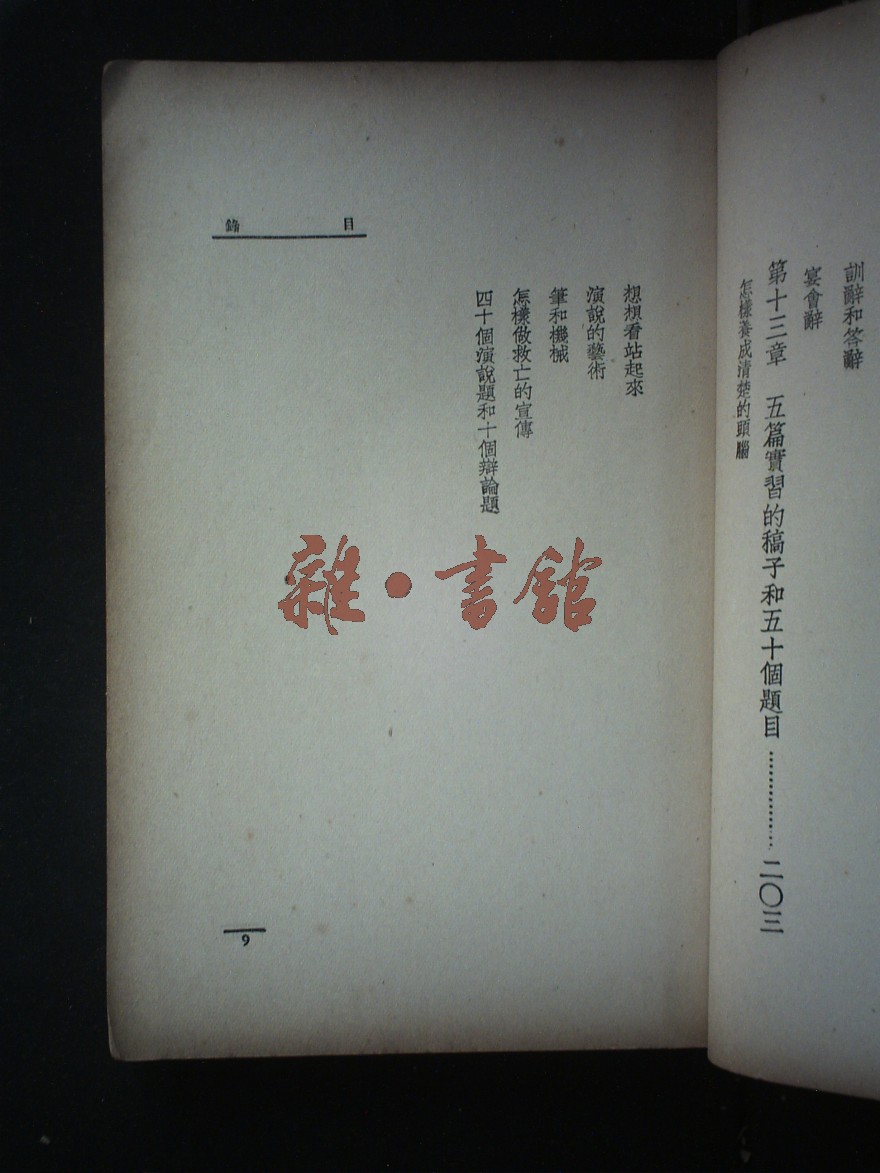 訓辭和答辭
宴會辭
第十三章 五篇實習的稿子和五十個題目……………二〇三
怎樣養成清楚的頭腦
想想看站起來
演說的藝術
筆和機械
怎樣做救亡的宣傳
四十個演說題和十個辯論題
目錄
9
雜·書館